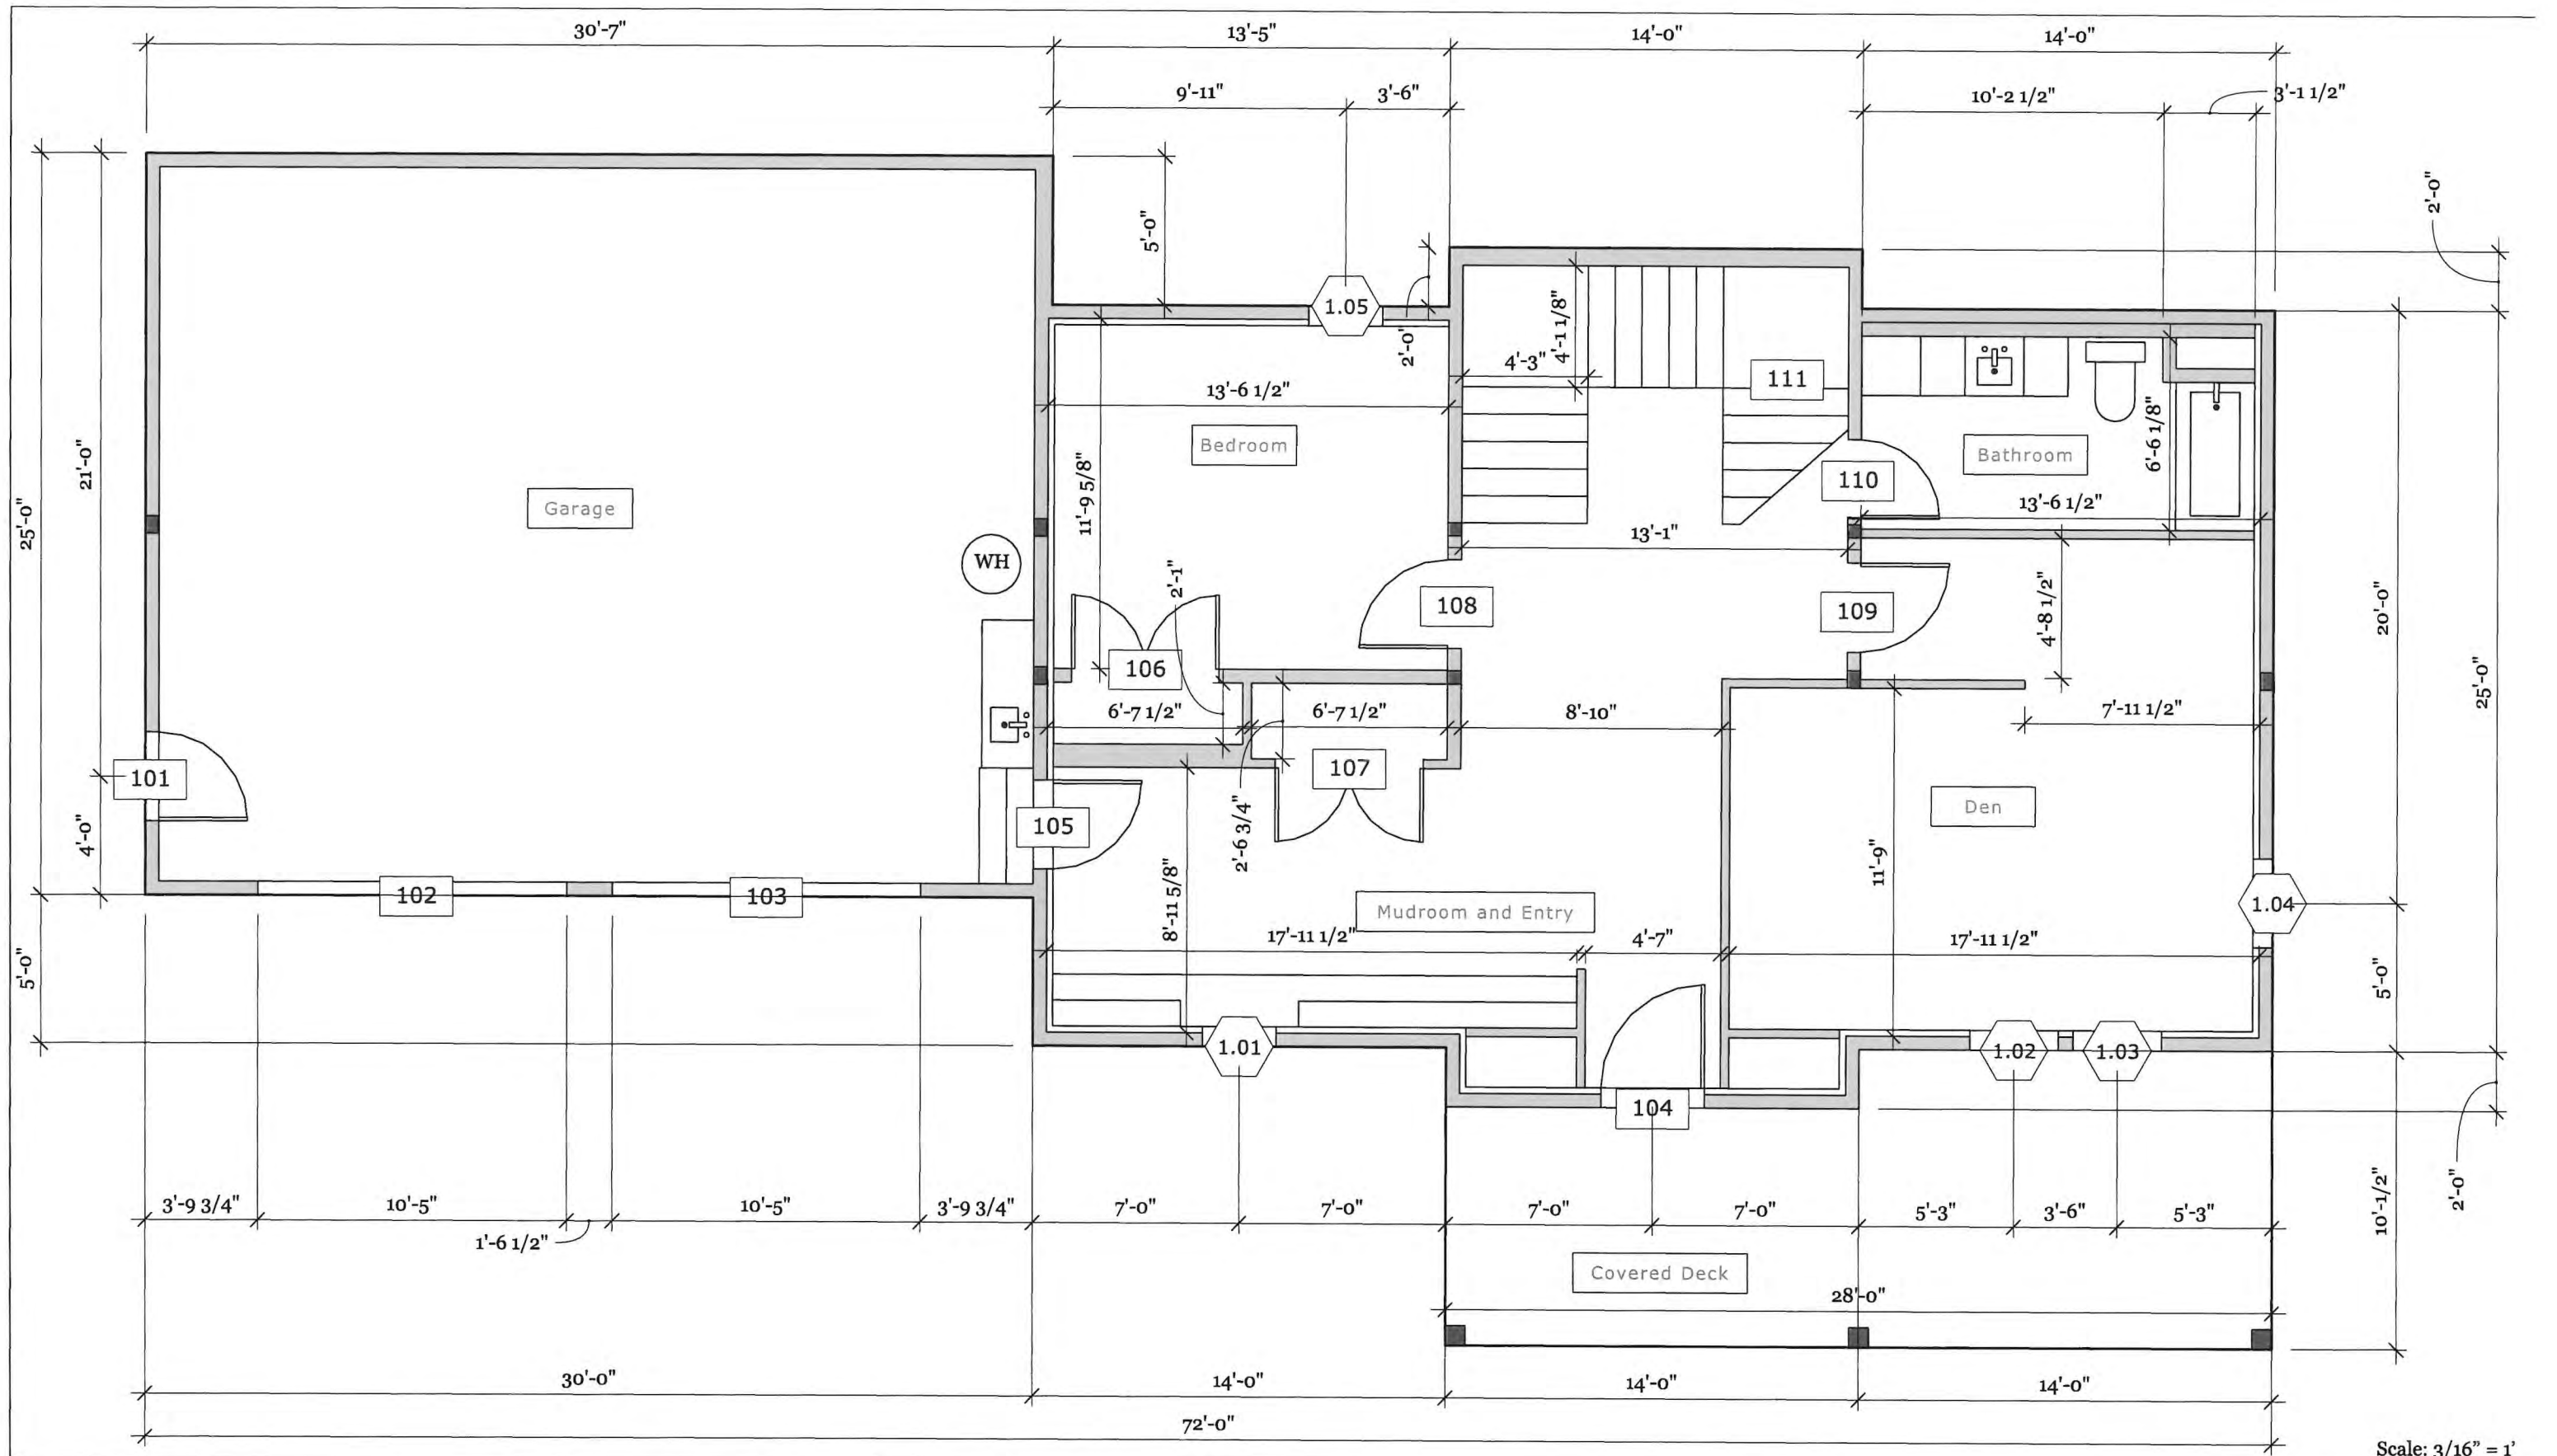 30'-7" 13'-5" 14'-0" 14'-0"
9'-11" 3'-6" 10'-2 1/2" 3'-1 1/2"
2'-0"
5'-0"
1.05
2'-0"
4'-1 1/8"
4'-3"
111
13'-6 1/2"
Bedroom
Bathroom
6'-6 1/8"
21'-0"
25'-0"
11'-9 5/8"
110
13'-6 1/2"
Garage
13'-1"
WH
2'-1"
108
109
4'-8 1/2"
20'-0"
25'-0"
106
6'-7 1/2" 6'-7 1/2" 8'-10" 7'-11 1/2"
101
107
Den
4'-0"
105
2'-6 3/4"
11'-9"
102 103
8'-11 5/8"
Mudroom and Entry
1.04
17'-11 1/2" 4'-7" 17'-11 1/2"
5'-0"
5'-0"
1.01
1.02 1.03
104
3'-9 3/4" 10'-5" 10'-5" 3'-9 3/4" 7'-0" 7'-0" 7'-0" 7'-0" 5'-3" 3'-6" 5'-3"
10'-1/2"
2'-0"
1'-6 1/2"
Covered Deck
28'-0"
30'-0" 14'-0" 14'-0" 14'-0"
72'-0"
Scale: 3/16" = 1'